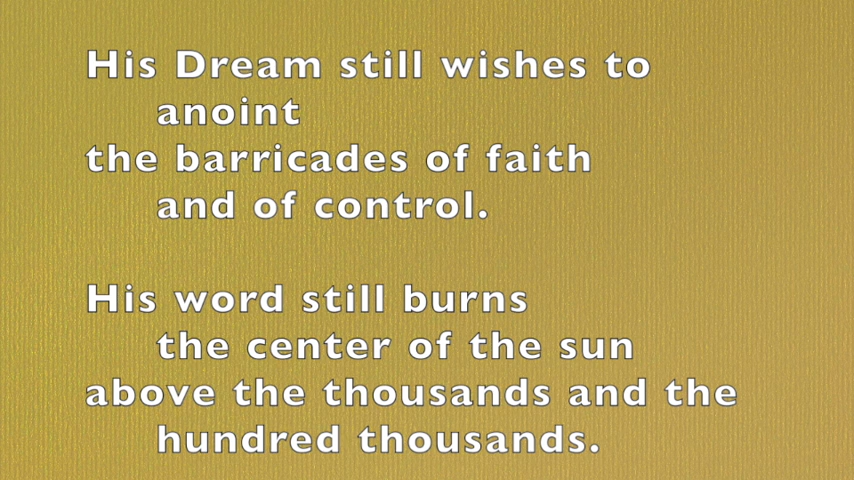 His Dream still wishes to
anoint
the barricades of faith
and of control.
His word still burns
the center of the sun
above the thousands and the
hundred thousands.